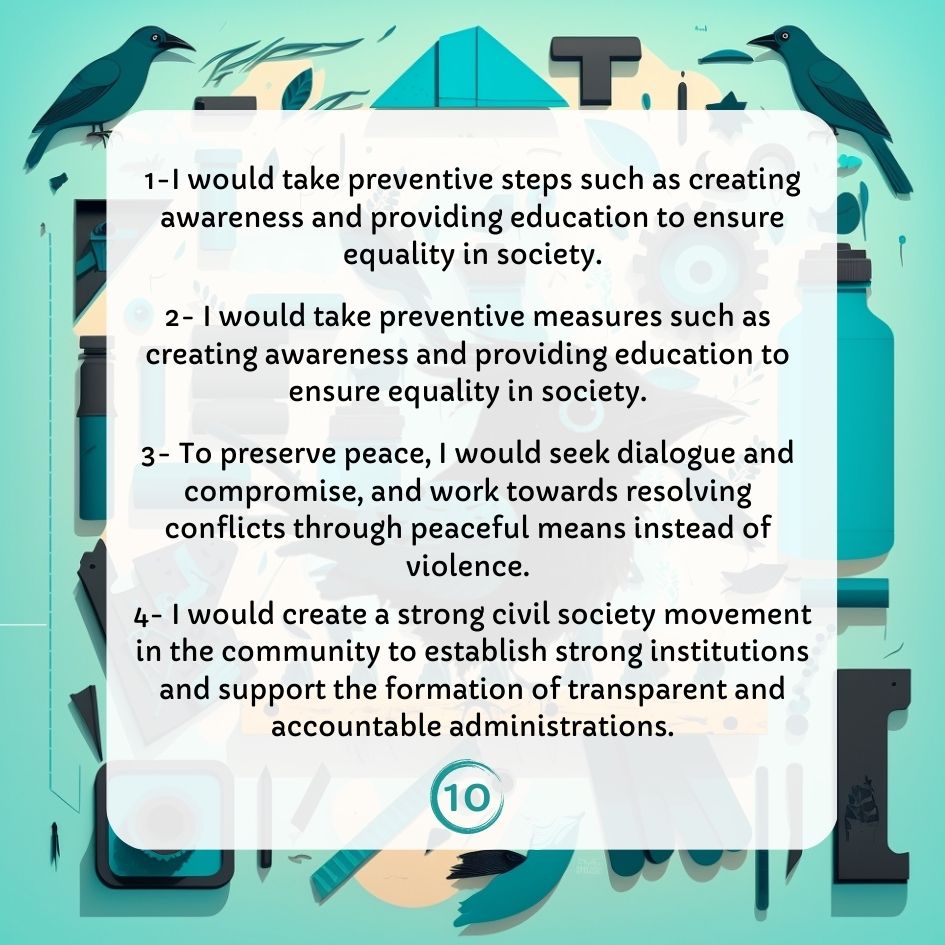 1-I would take preventive steps such as creating
awareness and providing education to ensure
equality in society.
2- I would take preventive measures such as
creating awareness and providing education to
ensure equality in society.
3- To preserve peace, I would seek dialogue and
compromise, and work towards resolving
conflicts through peaceful means instead of
violence.
4- I would create a strong civil society movement
in the community to establish strong institutions
and support the formation of transparent and
accountable administrations.
10